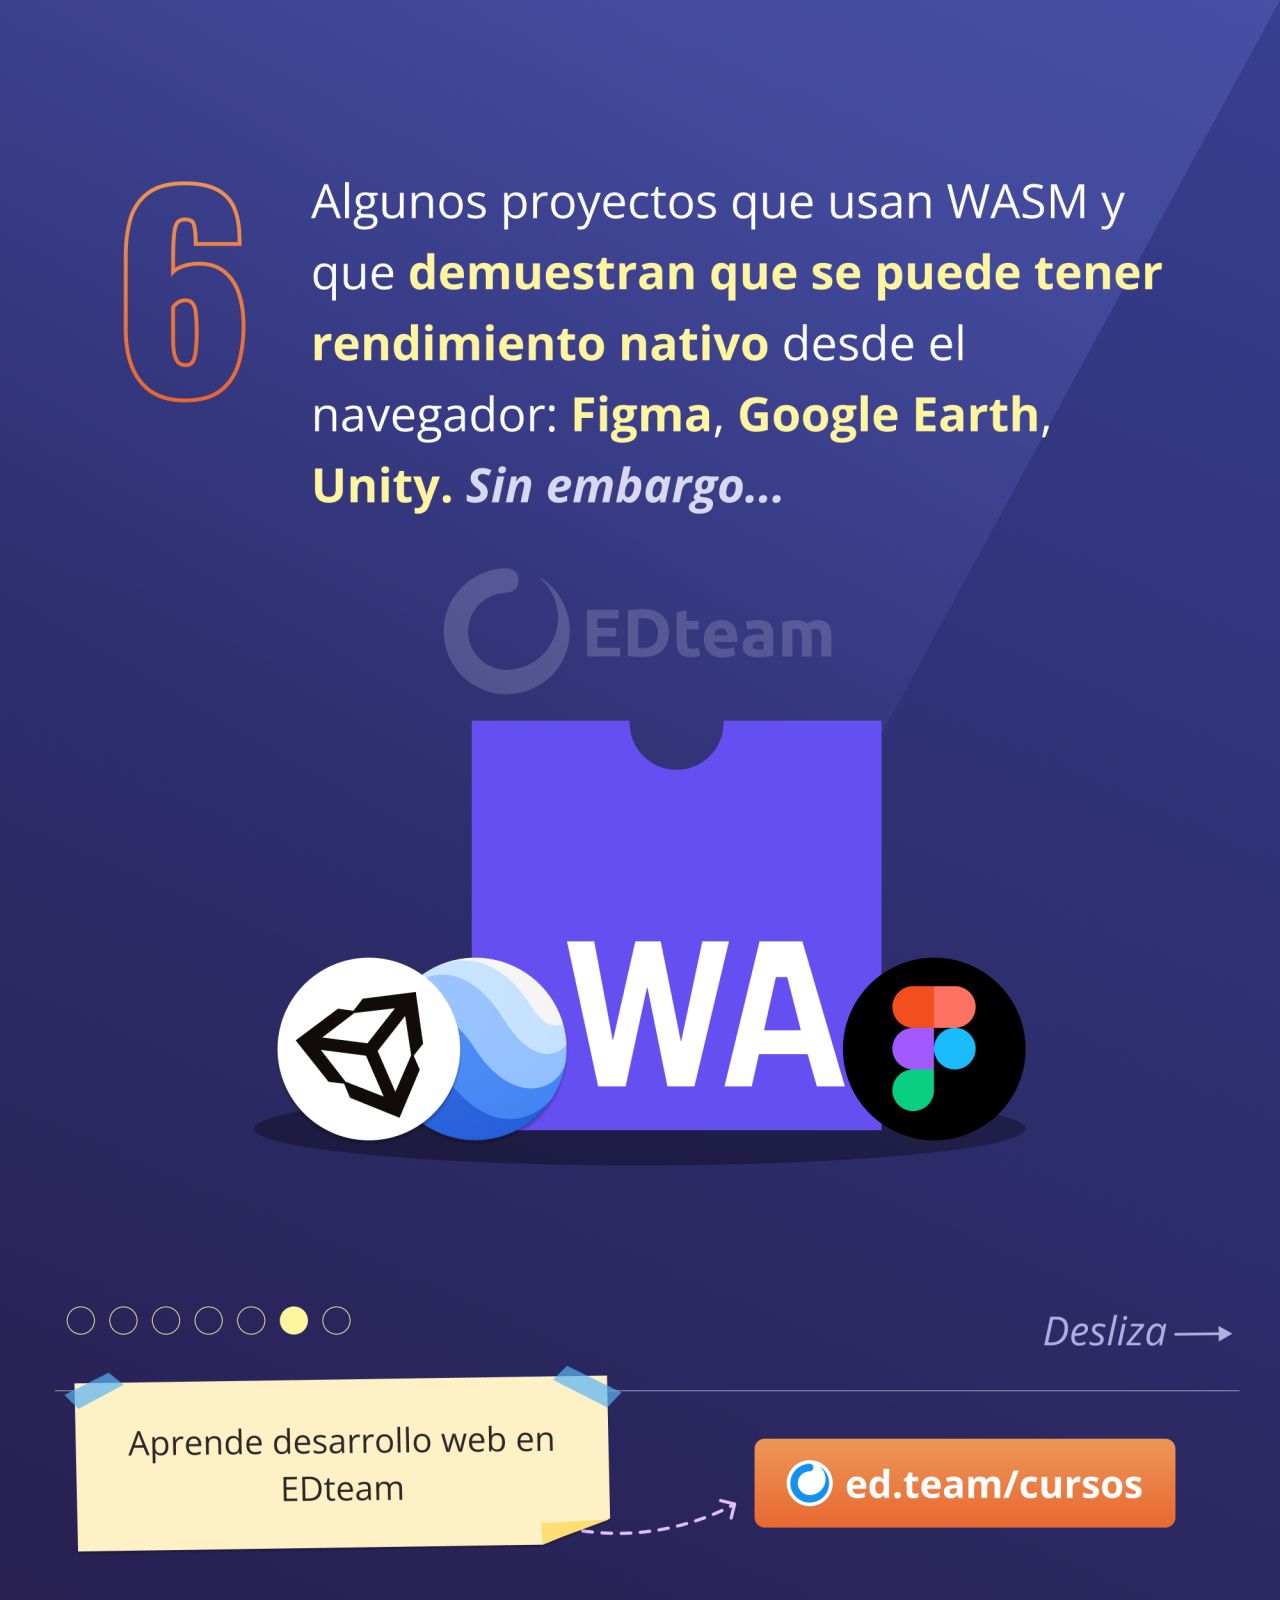 6
Algunos proyectos que usan WASM y
que demuestran que se puede tener
rendimiento nativo desde el
navegador: Figma, Google Earth,
Unity. Sin embargo...
EDteam
WA
Desliza
Aprende desarrollo web en
EDteam
ed.team/cursos